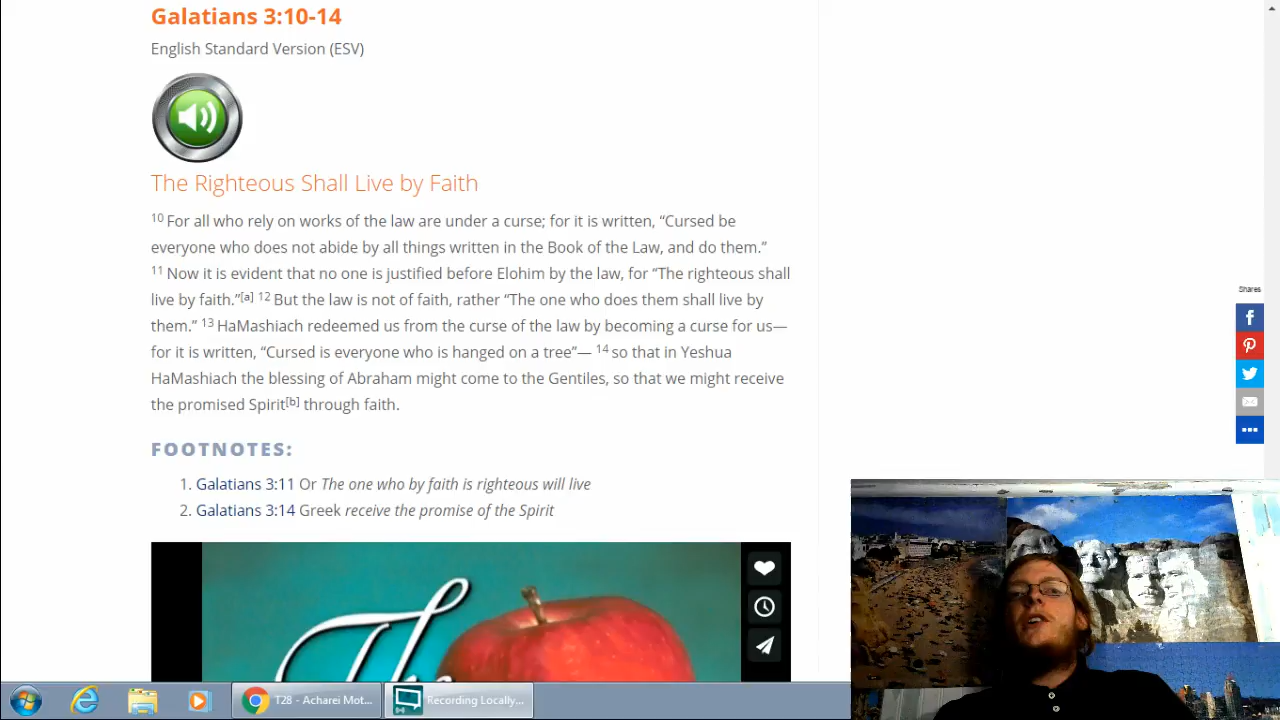 Galatians 3:10-14
English Standard Version (ESV)
The Righteous Shall Live by Faith
10 For all who rely on works of the law are under a curse; for it is written, “Cursed be
everyone who does not abide by all things written in the Book of the Law, and do them.”
11 Now it is evident that no one is justified before Elohim by the law, for “The righteous shall
live by faith.”[a] 12 But the law is not of faith, rather “The one who does them shall live by
them.” 13 HaMashiach redeemed us from the curse of the law by becoming a curse for us—
for it is written, “Cursed is everyone who is hanged on a tree”— 14 so that in Yeshua
HaMashiach the blessing of Abraham might come to the Gentiles, so that we might receive
the promised Spirit[b] through faith.
Shares
FOOTNOTES:
1. Galatians 3:11 Or The one who by faith is righteous will live
2. Galatians 3:14 Greek receive the promise of the Spirit
The
T28 - Acharei Mot...
Recording Locally...